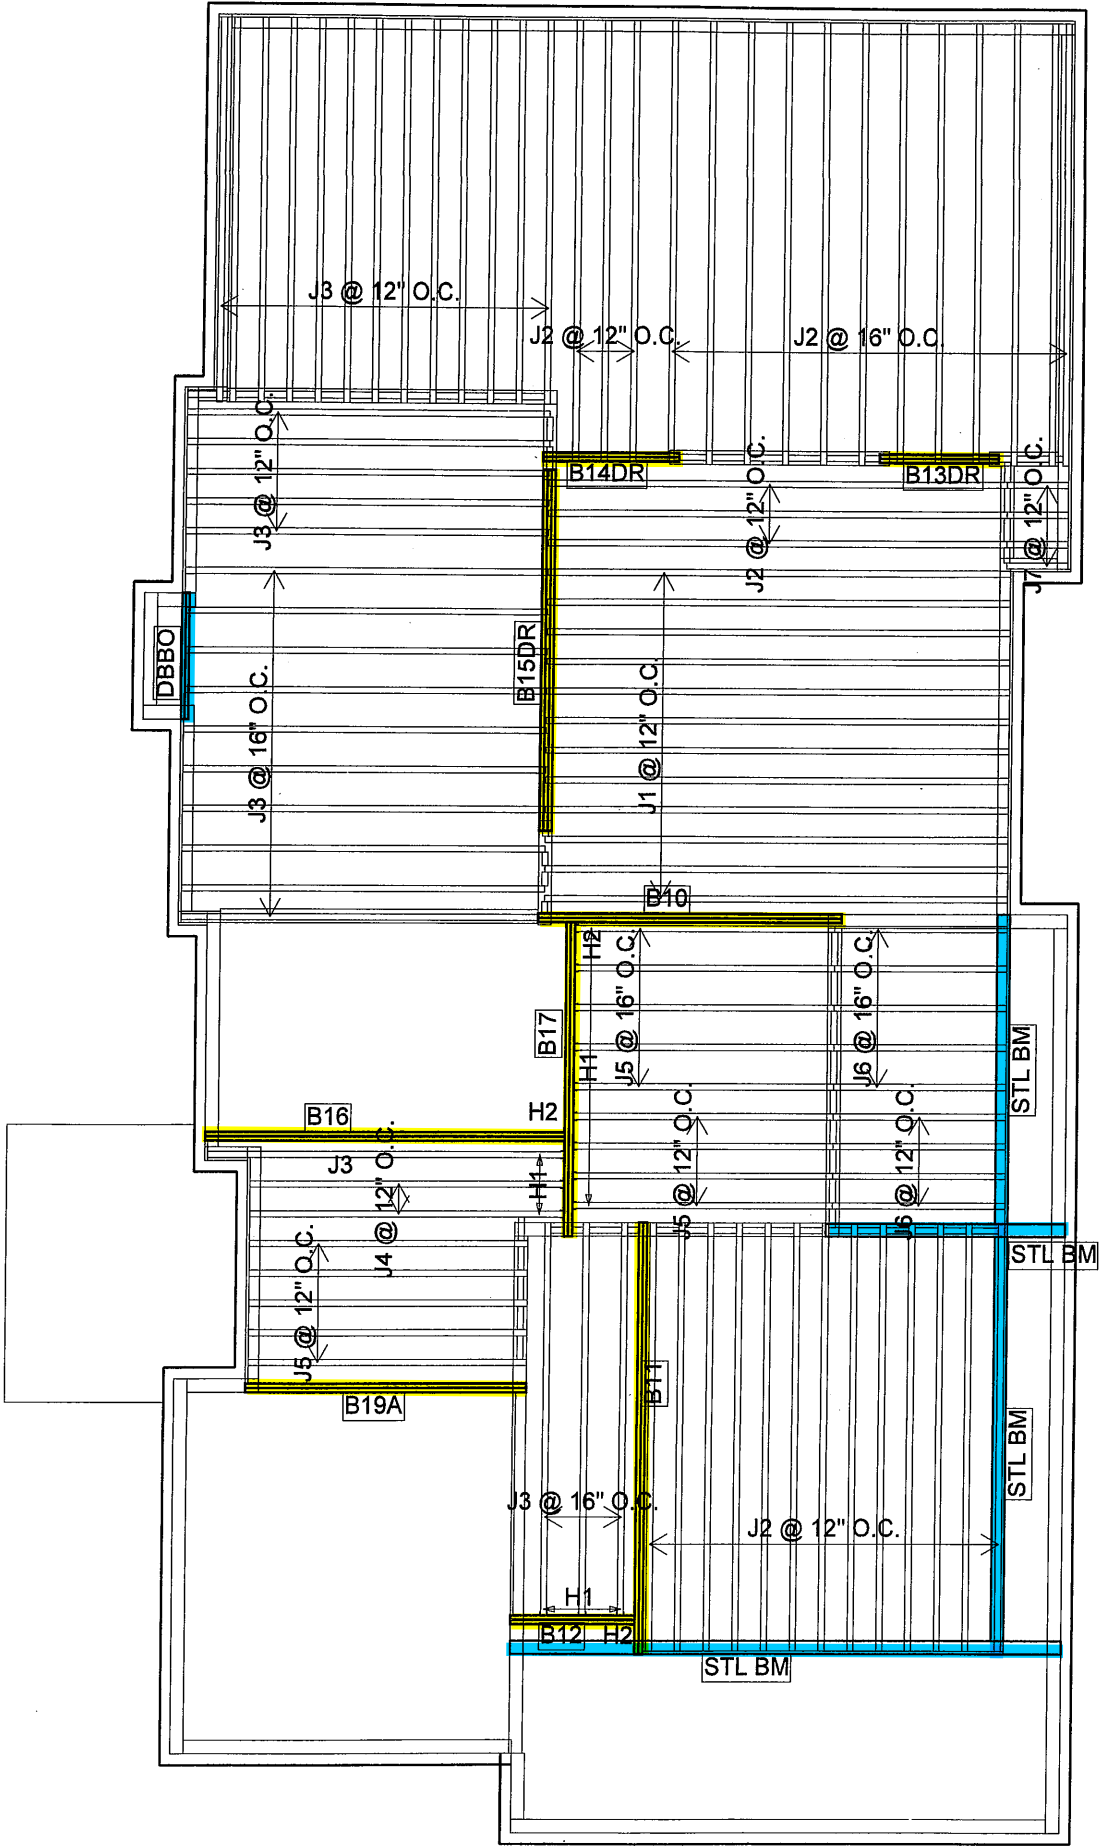 J3 @ 12" O.C.
J2 @ 12" O.C.
J2 @ 16" O.C.
J3 @ 12" O.C.
B14DR
J2 @ 12" O.C.
B13DR
J7 @ 12" O.C.
DBBO
J3 @ 16" O.C.
B15DR
J1 @ 12" O.C.
B10
H2
B17
H1
J5 @ 16" O.C.
J6 @ 16" O.C.
STL BM
B16
H2
J3
J4 @ 12" O.C.
H1
J5 @ 12" O.C.
J6 @ 12" O.C.
STL BM
J5 @ 12" O.C.
B19A
B11
STL BM
J3 @ 16" O.C.
J2 @ 12" O.C.
H1
B12
H2
STL BM